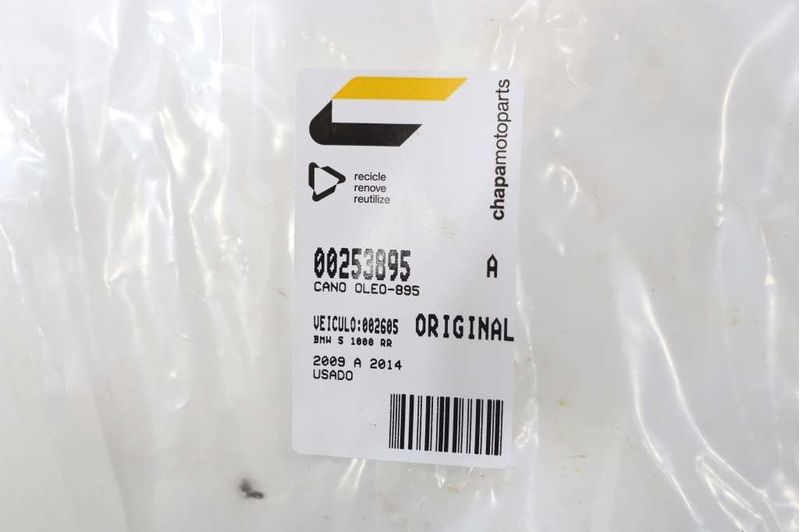 chapamotoparts
recicle
renove
reutilize
00253895 A
CANO OLEO-895
VEICULO:002605 ORIGINAL
BMW S 1000 RR
2009 A 2014
USADO